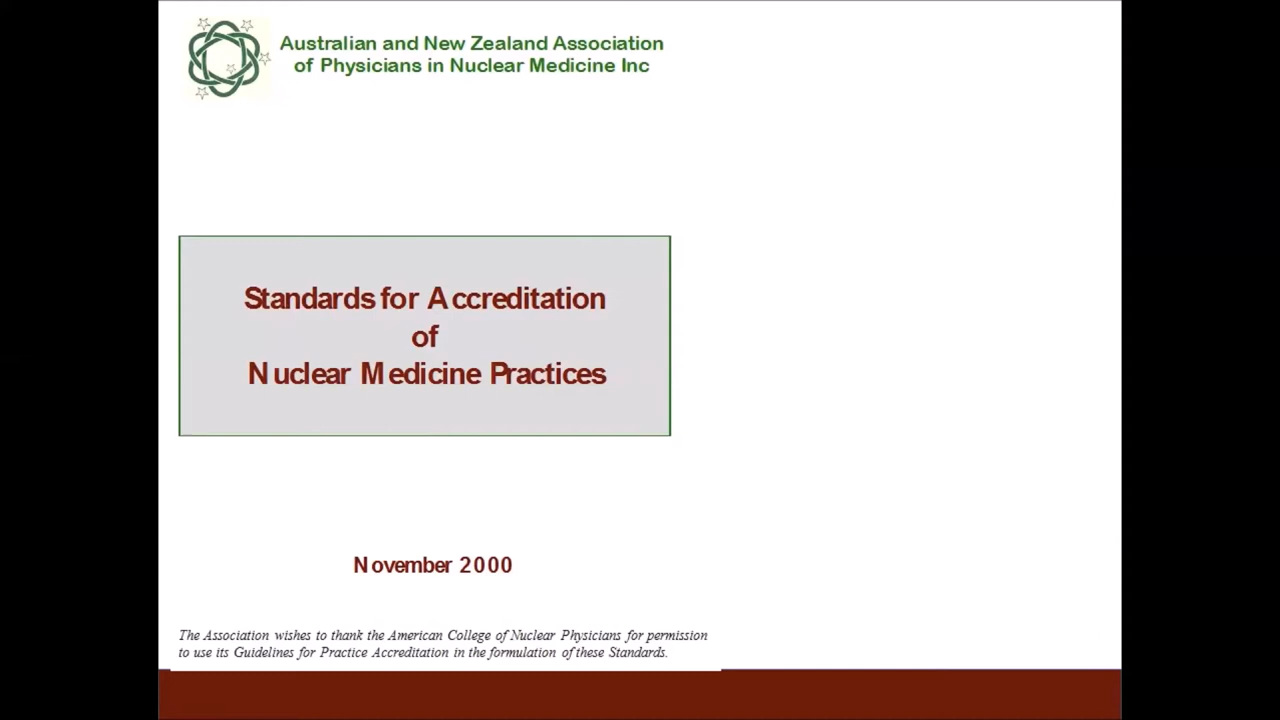 Australian and New Zealand Association
of Physicians in Nuclear Medicine Inc
Standards for Accreditation
of
Nuclear Medicine Practices
November 2000
The Association wishes to thank the American College of Nuclear Physicians for permission
to use its Guidelines for Practice Accreditation in the formulation of these Standards.